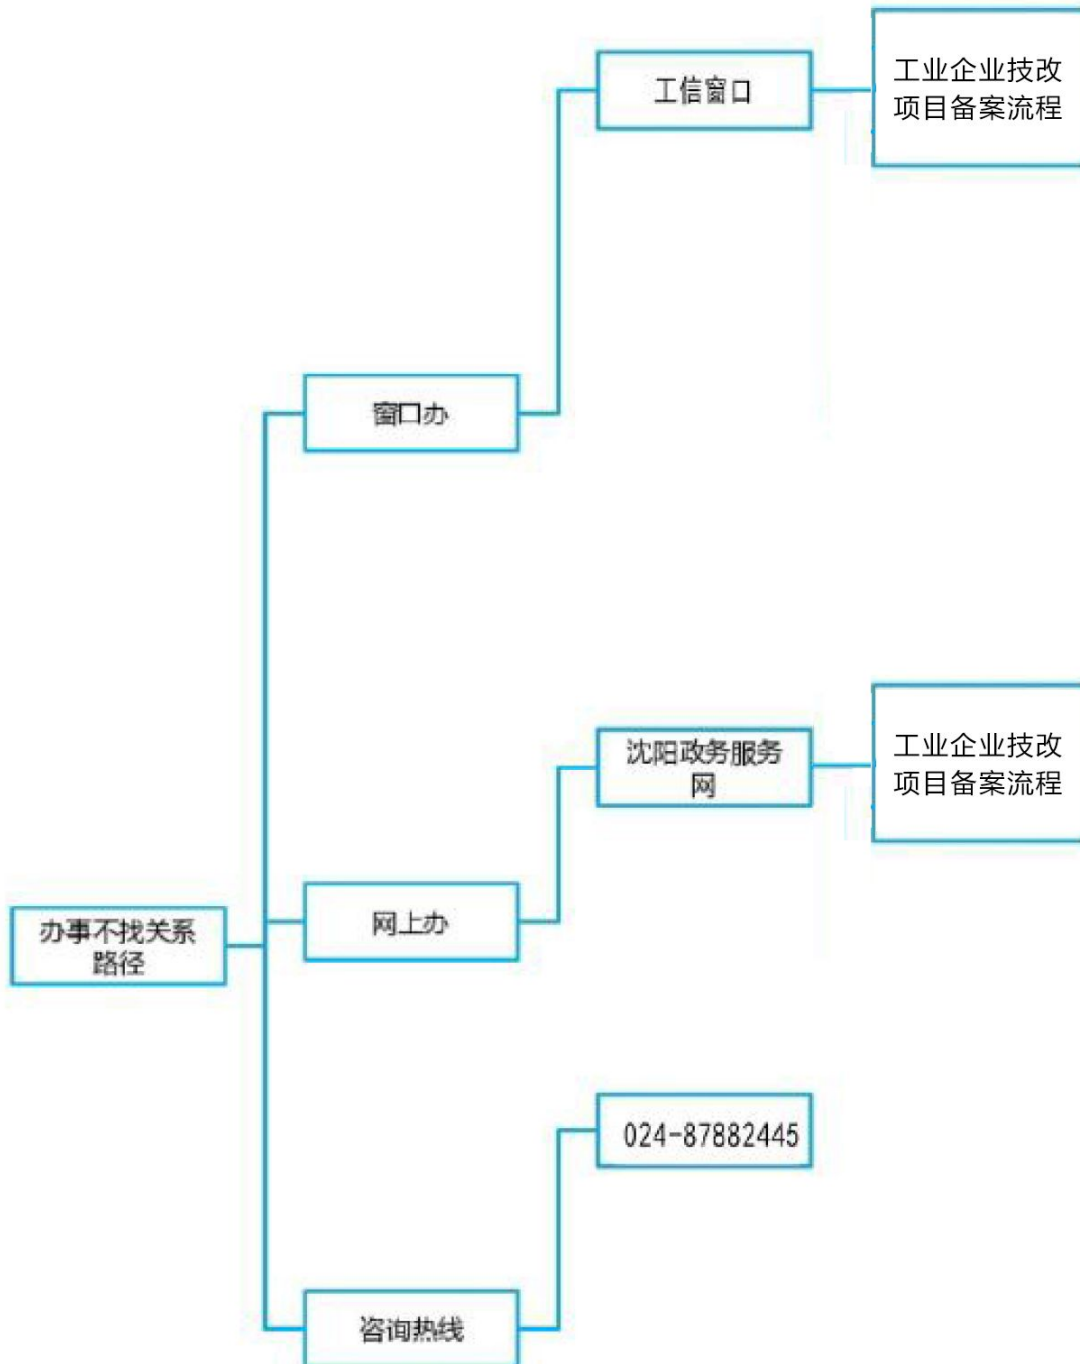 工信窗口
工业企业技改
项目备案流程
窗口办
沈阳政务服务
网
工业企业技改
项目备案流程
网上办
办事不找关系
路径
024-87882445
咨询热线